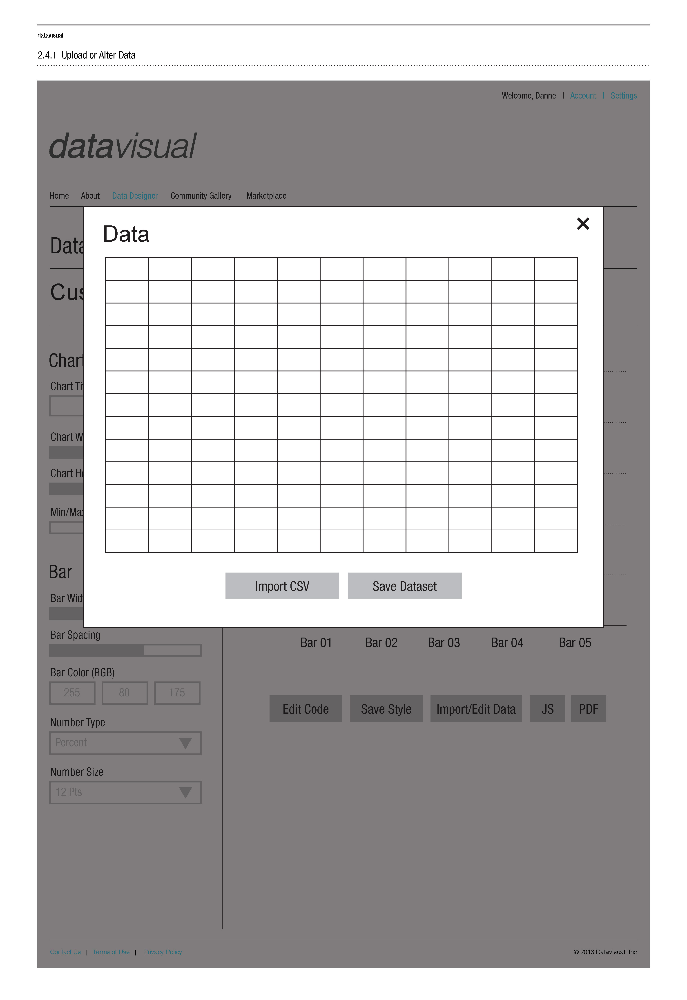 datavisual
2.4.1 Upload or Alter Data
Welcome, Danne | Account | Settings
datavisual
Home About Data Designer Community Gallery Marketplace
Data
×
Data
Cus
Chart
Chart Ti
Chart W
Chart He
Min/Max
Bar
Import CSV Save Dataset
Bar Wid
Bar Spacing
Bar 01 Bar 02 Bar 03 Bar 04 Bar 05
Bar Color (RGB)
255 80 175
Edit Code Save Style Import/Edit Data JS PDF
Number Type
Percent
Number Size
12 Pts
Contact Us | Terms of Use | Privacy Policy
© 2013 Datavisual, Inc